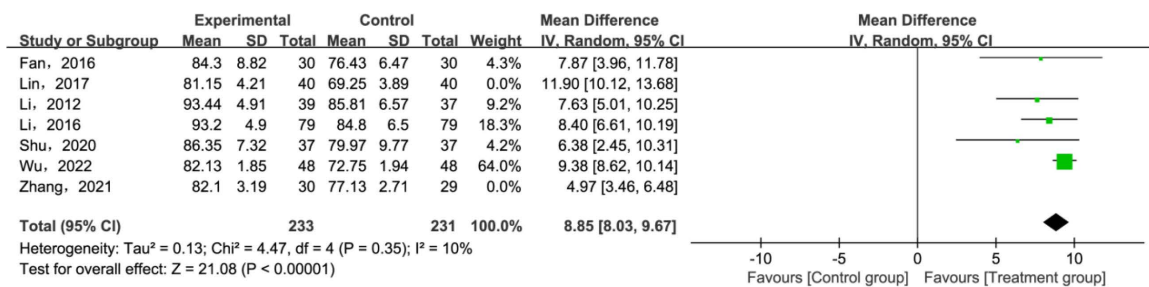 Experimental Control Mean Difference Mean Difference
Study or Subgroup Mean SD Total Mean SD Total Weight IV, Random, 95% CI IV, Random, 95% CI
Fan, 2016 84.3 8.82 30 76.43 6.47 30 4.3% 7.87 [3.96, 11.78]
Lin, 2017 81.15 4.21 40 69.25 3.89 40 0.0% 11.90 [10.12, 13.68]
Li, 2012 93.44 4.91 39 85.81 6.57 37 9.2% 7.63 [5.01, 10.25]
Li, 2016 93.2 4.9 79 84.8 6.5 79 18.3% 8.40 [6.61, 10.19]
Shu, 2020 86.35 7.32 37 79.97 9.77 37 4.2% 6.38 [2.45, 10.31]
Wu, 2022 82.13 1.85 48 72.75 1.94 48 64.0% 9.38 [8.62, 10.14]
Zhang, 2021 82.1 3.19 30 77.13 2.71 29 0.0% 4.97 [3.46, 6.48]
Total (95% CI) 233 231 100.0% 8.85 [8.03, 9.67]
Heterogeneity: Tau² = 0.13; Chi² = 4.47, df = 4 (P = 0.35); I² = 10%
Test for overall effect: Z = 21.08 (P < 0.00001)
-10 -5 0 5 10
Favours [Control group] Favours [Treatment group]